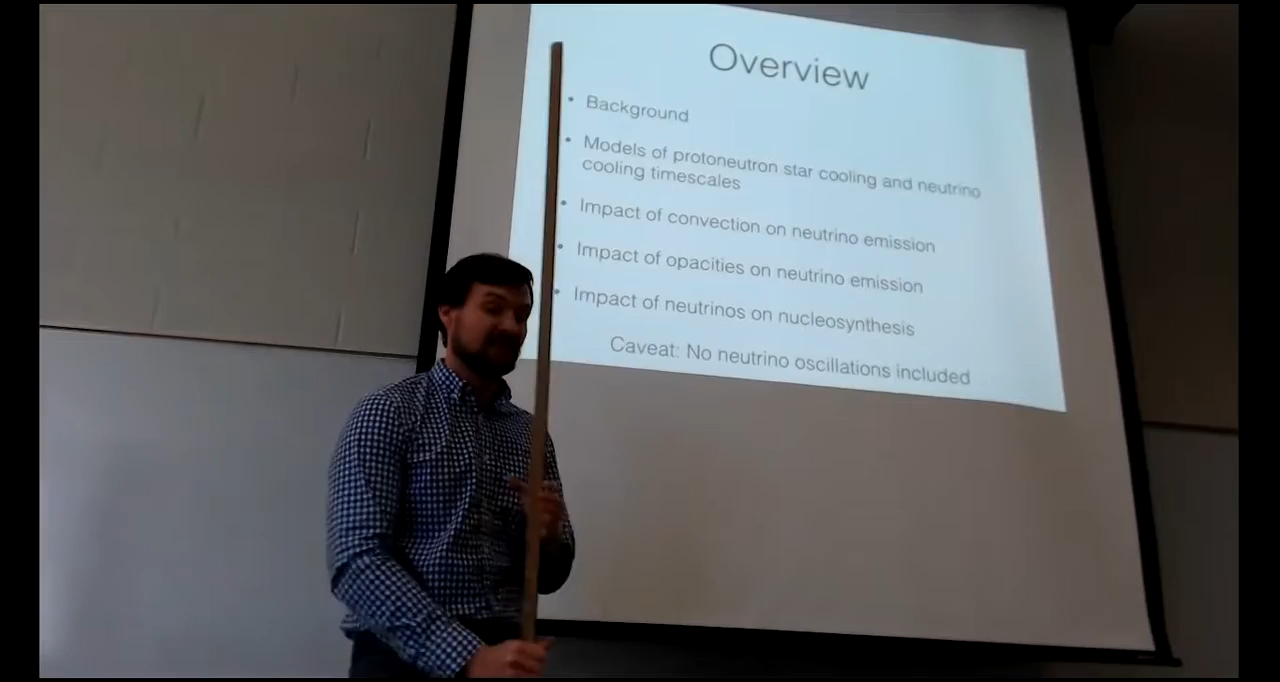 Overview
• Background
• Models of protoneutron star cooling and neutrino
cooling timescales
• Impact of convection on neutrino emission
• Impact of opacities on neutrino emission
• Impact of neutrinos on nucleosynthesis
Caveat: No neutrino oscillations included